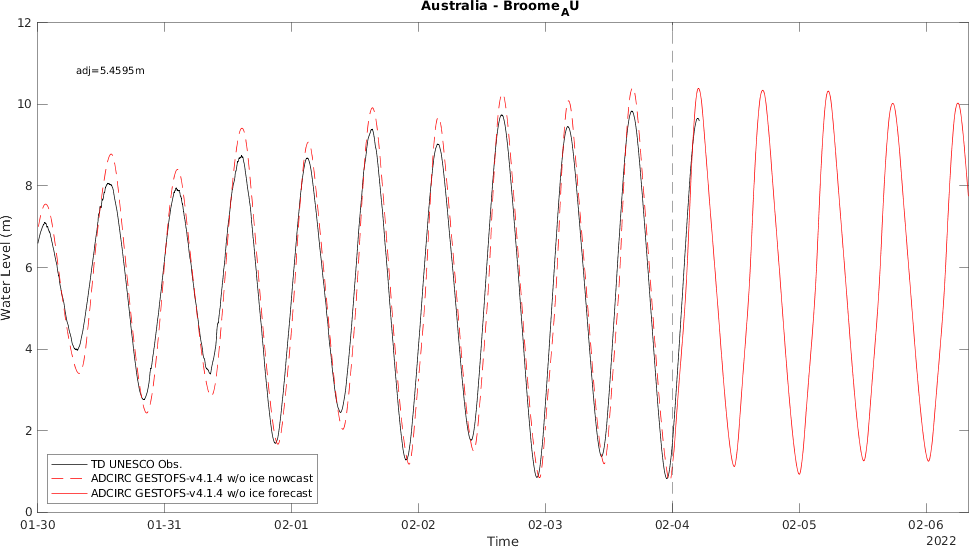 Australia - Broome_AU
12
adj=5.4595m
10
8
6
4
2
0
Water Level (m)
TD UNESCO Obs.
ADCIRC GESTOFS-v4.1.4 w/o ice nowcast
ADCIRC GESTOFS-v4.1.4 w/o ice forecast
01-30 01-31 02-01 02-02 02-03 02-04 02-05 02-06
Time
2022